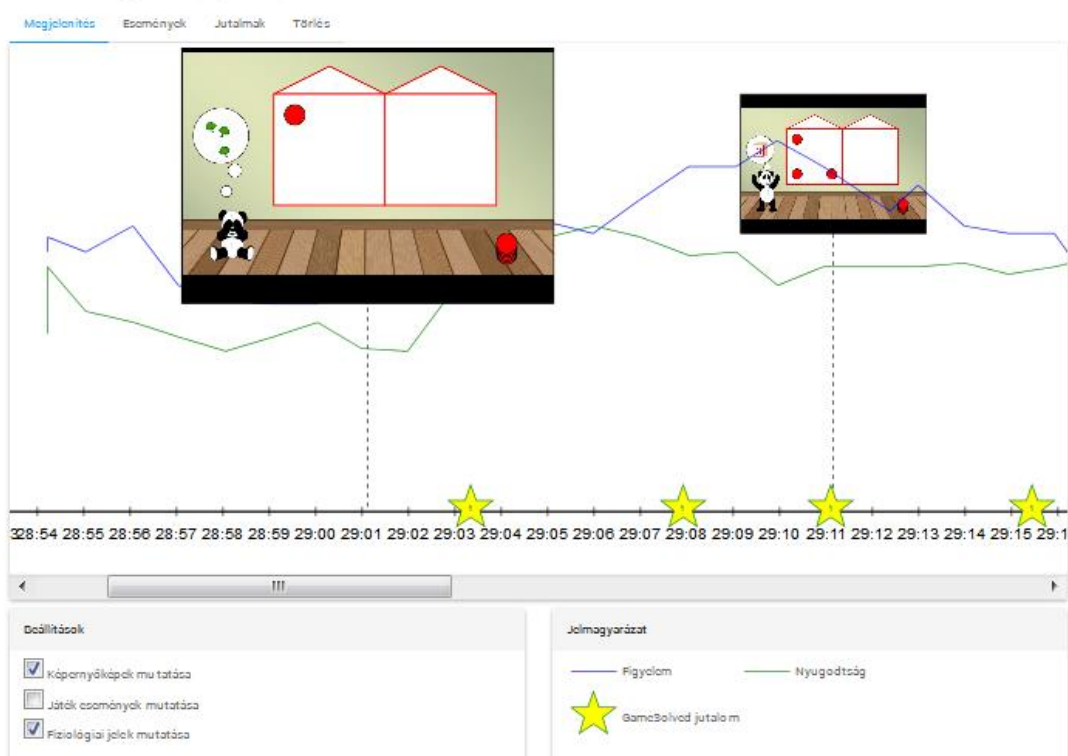 Megjelenítés Események Jutalmak Törlés
28:54 28:55 28:56 28:57 28:58 28:59 29:00 29:01 29:02 29:03 29:04 29:05 29:06 29:07 29:08 29:09 29:10 29:11 29:12 29:13 29:14 29:15 29:1
Beállítások Jelmagyarázat
Képernyőképek mutatása Figyelem Nyugodtság
Játék események mutatása GameSolved jutalom
Fiziológiai jelek mutatása